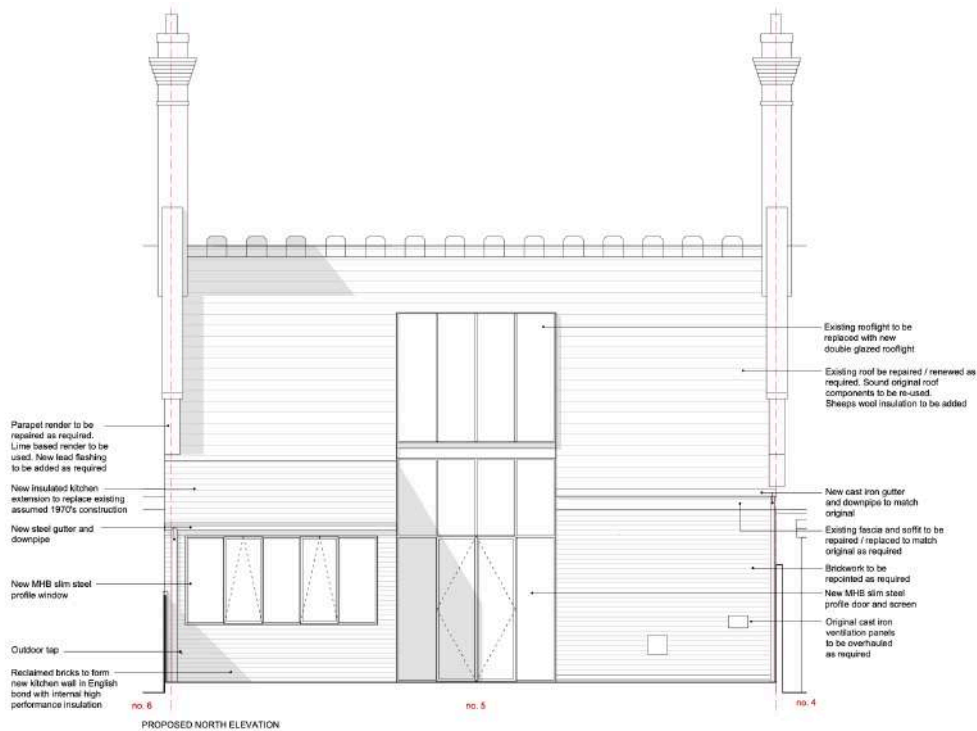 Existing rooflight to be
replaced with new
double glazed rooflight
Existing roof be repaired / renewed as
required. Sound original roof
components to be re-used.
Sheeps wool insulation to be added
Parapet render to be
repaired as required.
Lime based render to be
used. New lead flashing
to be added as required
New insulated kitchen
extension to replace existing
assumed 1970's construction
New steel gutter and
downpipe
New MHB slim steel
profile window
Outdoor tap
Reclaimed bricks to form
new kitchen wall in English
bond with internal high
performance insulation
New cast iron gutter
and downpipe to match
original
Existing fascia and soffit to be
repaired / replaced to match
original as required
Brickwork to be
repointed as required
New MHB slim steel
profile door and screen
Original cast iron
ventilation panels
to be overhauled
as required
no. 6
no. 5
no. 4
PROPOSED NORTH ELEVATION